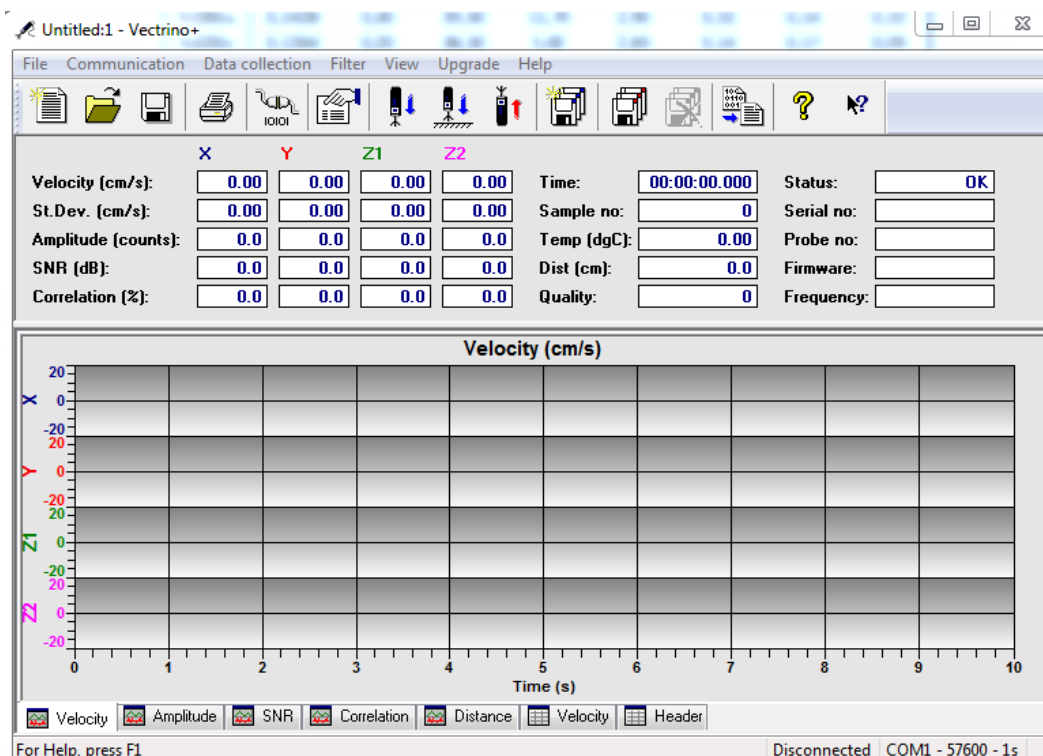 Untitled:1 - Vectrino+
File Communication Data collection Filter View Upgrade Help
IOIOI
X Y Z1 Z2
Velocity (cm/s): 0.00 0.00 0.00 0.00 Time: 00:00:00.000 Status: OK
St.Dev. (cm/s): 0.00 0.00 0.00 0.00 Sample no: 0 Serial no:
Amplitude (counts): 0.0 0.0 0.0 0.0 Temp (dgC): 0.00 Probe no:
SNR (dB): 0.0 0.0 0.0 0.0 Dist (cm): 0.0 Firmware:
Correlation (%): 0.0 0.0 0.0 0.0 Quality: 0 Frequency:
Velocity (cm/s)
20
X 0
-20
20
Y 0
-20
20
Z1 0
-20
20
Z2 0
-20
0 1 2 3 4 5 6 7 8 9 10
Time (s)
Velocity Amplitude SNR Correlation Distance Velocity Header
For Help, press F1 Disconnected COM1 - 57600 - 1s